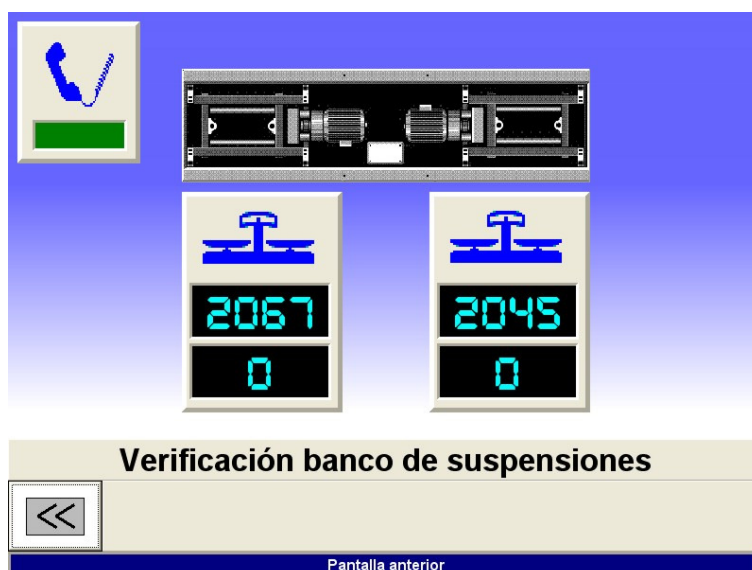 2067
2045
0
0
Verificación banco de suspensiones
<<
Pantalla anterior